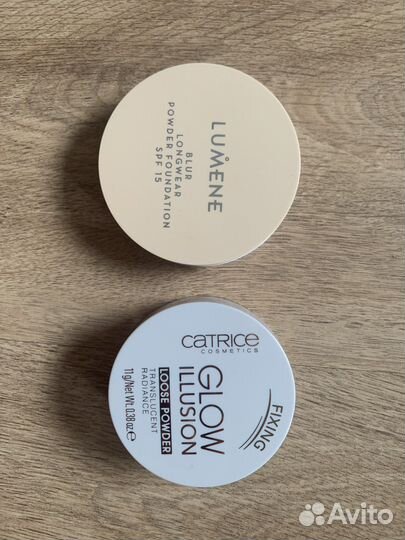 LUMENE
BLUR
LONGWEAR
POWDER FOUNDATION
SPF 15
CATRICE
COSMETICS
FIXING
GLOW
ILLUSION
LOOSE POWDER
TRANSLUCENT
RADIANCE
11g/Net Wt. 0.38 oz ℮
Avito